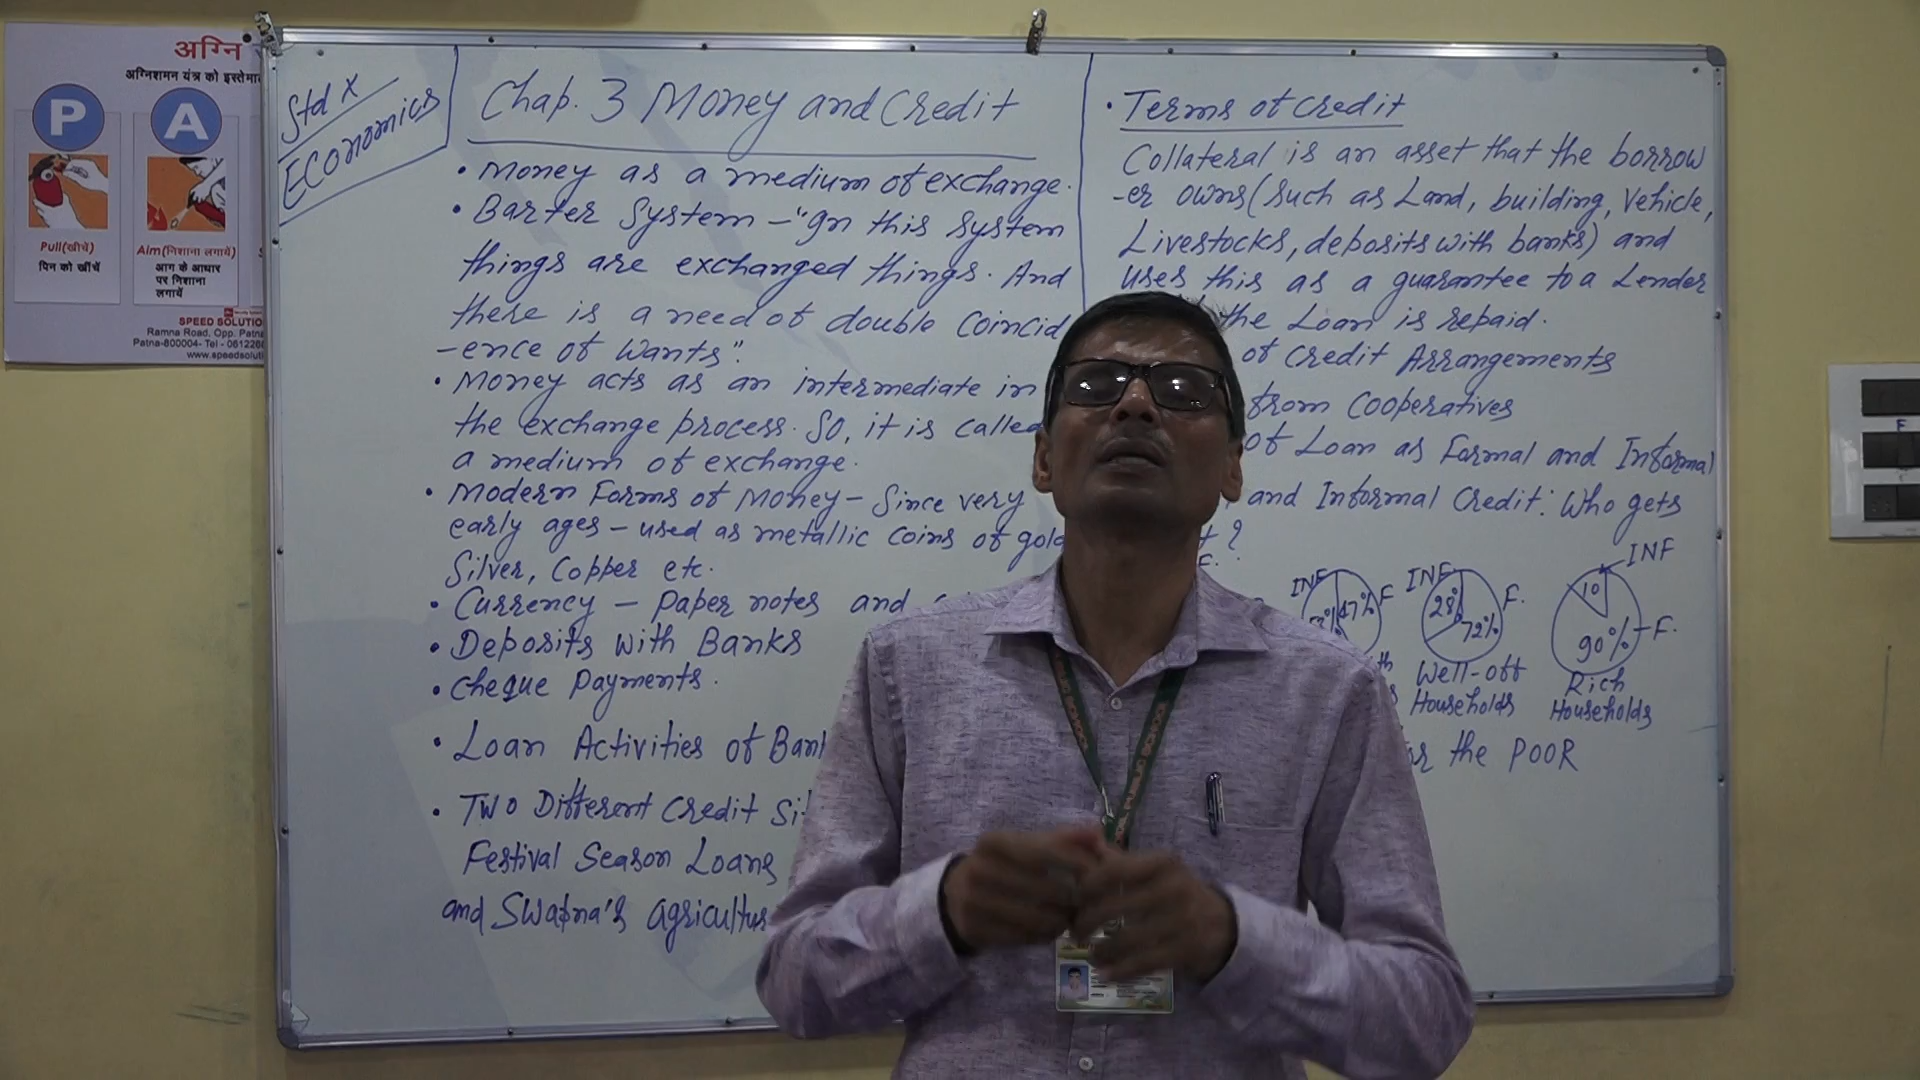 अग्नि
अग्निशमन यंत्र को इस्तेमा
P
A
Pull(खीचें)
पिन को खींचें
Aim(निशाना लगायें)
आग के आधार
पर निशाना
लगायें
SPEED SOLUTIO
Ramna Road, Opp. Patna
Patna-800004- Tel - 061226
www.speedsoluti
Std X
Economics
Chap. 3 Money and Credit
• Money as a medium of exchange.
• Barter System – "In this system
things are exchanged things. And
there is a need of double Coincid
-ence of Wants".
• Money acts as an intermediate in
the exchange process. So, it is called
a medium of exchange.
• Modern Forms of Money – Since very
early ages – used as metallic coins of gold
Silver, Copper etc.
• Currency – Paper notes and
• Deposits with Banks
• Cheque Payments.
• Loan Activities of Bank
• Two Different Credit Si
Festival Season Loans
and Swapna's agricultur
• Terms of Credit
Collateral is an asset that the borrow
-er owns (such as Land, building, Vehicle,
Livestocks, deposits with banks) and
uses this as a guarantee to a Lender
the Loan is repaid.
of Credit Arrangements
from Cooperatives
of Loan as Formal and Informal
and Informal Credit: Who gets
?
INF 47% F
INF 28% 72% F.
INF 10 90% F.
Well-off
Households
Rich
Households
the POOR
PUBLIC SCHOOL
PUBLIC SCHOOL